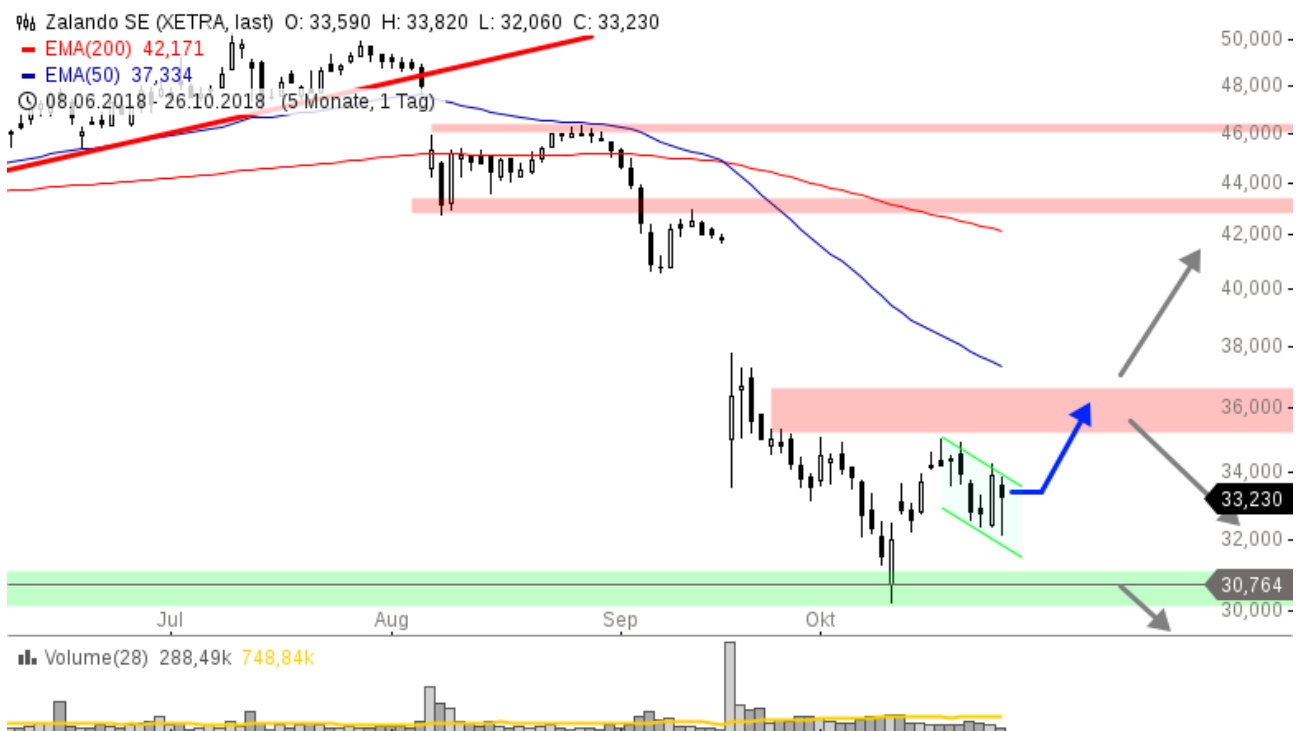 Zalando SE (XETRA, last) O: 33,590 H: 33,820 L: 32,060 C: 33,230
EMA(200) 42,171
EMA(50) 37,334
08.06.2018 - 26.10.2018 (5 Monate, 1 Tag)
50,000
48,000
46,000
44,000
42,000
40,000
38,000
36,000
34,000
33,230
32,000
30,764
30,000
Jul Aug Sep Okt
Volume(28) 288,49k 748,84k